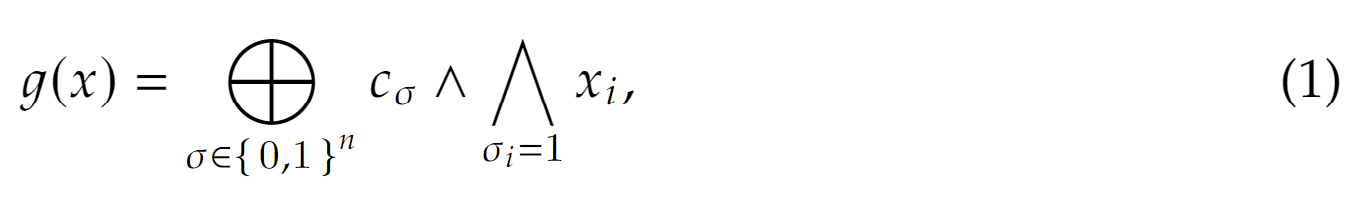 g(x) = ⨁_{σ∈{0,1}^n} c_σ ∧ ⋀_{σ_i=1} x_i, (1)